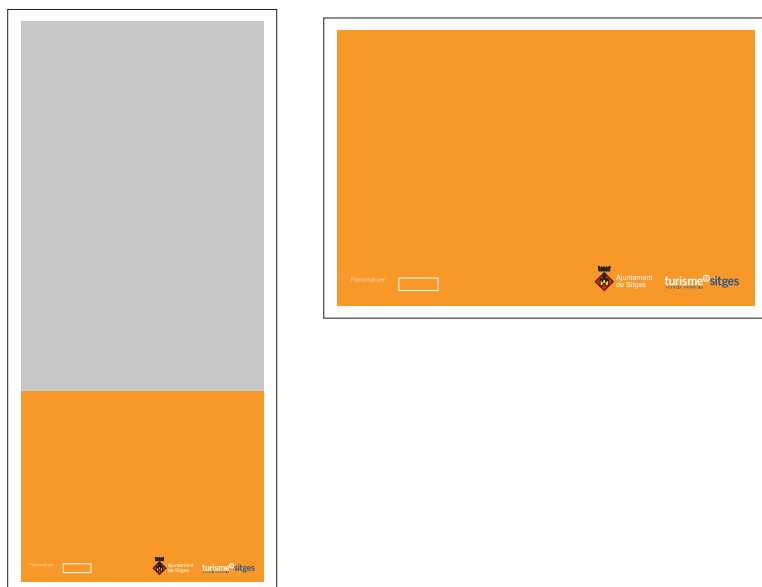 Patrocinat per:
Ajuntament
de Sitges
turisme sitges
Patrocinat per:
Ajuntament
de Sitges
turisme sitges